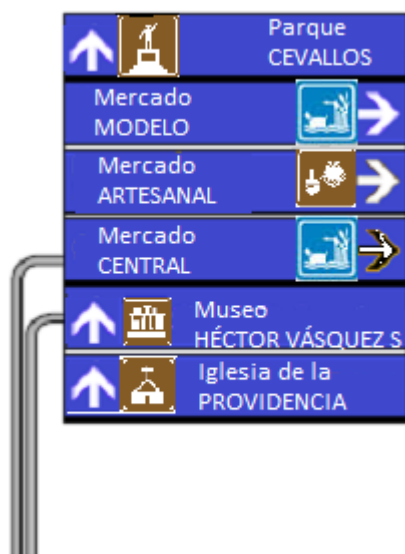 Parque
CEVALLOS
Mercado
MODELO
Mercado
ARTESANAL
Mercado
CENTRAL
Museo
HÉCTOR VÁSQUEZ S
Iglesia de la
PROVIDENCIA